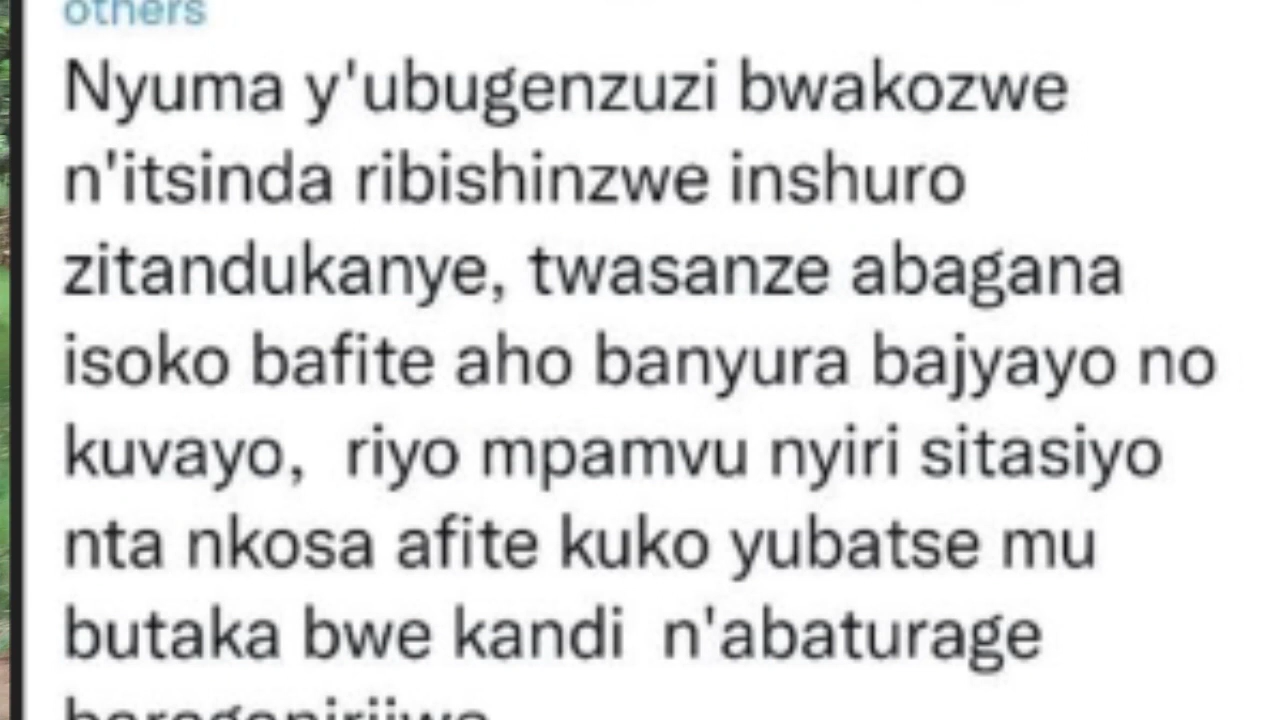 others
Nyuma y'ubugenzuzi bwakozwe
n'itsinda ribishinzwe inshuro
zitandukanye, twasanze abagana
isoko bafite aho banyura bajyayo no
kuvayo,  riyo mpamvu nyiri sitasiyo
nta nkosa afite kuko yubatse mu
butaka bwe kandi  n'abaturage